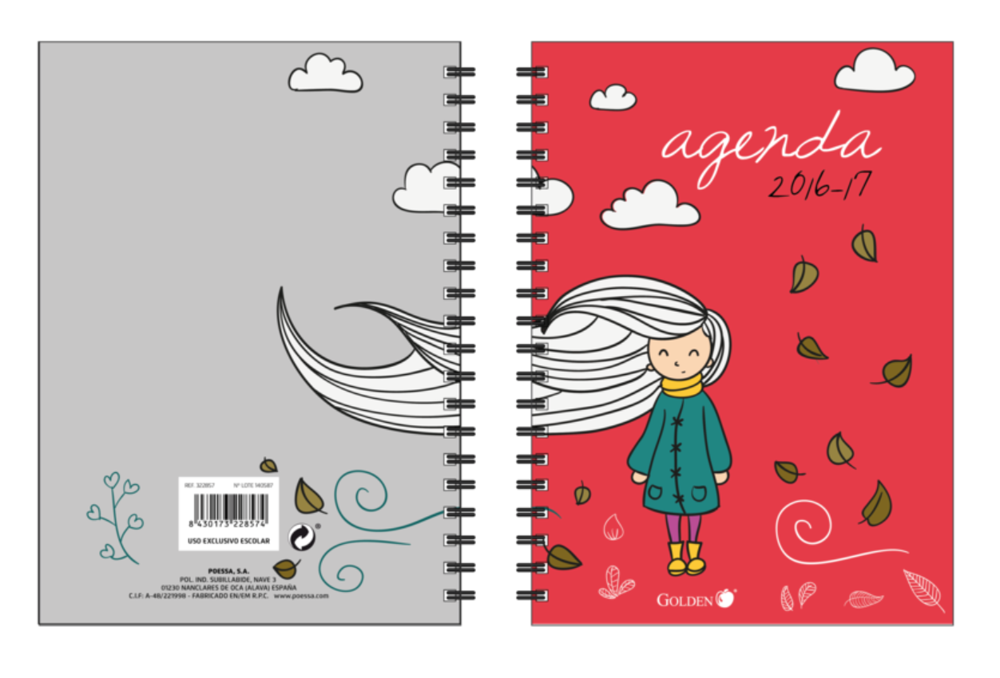 REF. 322857 Nº LOTE 140587
8 430173 228574
USO EXCLUSIVO ESCOLAR
®
POESSA, S.A.
POL. IND. SUBILLABIDE, NAVE 3
01230 NANCLARES DE OCA (ALAVA) ESPAÑA
C.I.F: A-48/221998 - FABRICADO EN/EM R.P.C. www.poessa.com
agenda
2016-17
GOLDEN